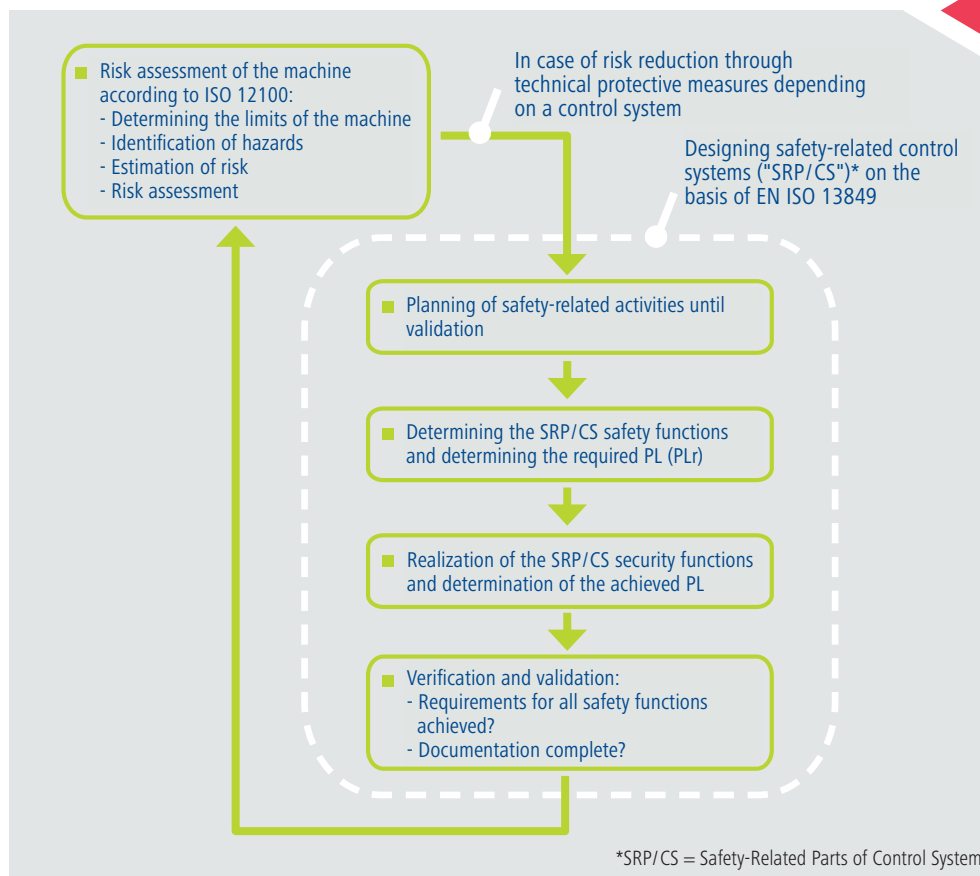 Risk assessment of the machine
according to ISO 12100:
- Determining the limits of the machine
- Identification of hazards
- Estimation of risk
- Risk assessment
In case of risk reduction through
technical protective measures depending
on a control system
Designing safety-related control
systems ("SRP/CS")* on the
basis of EN ISO 13849
Planning of safety-related activities until
validation
Determining the SRP/CS safety functions
and determining the required PL (PLr)
Realization of the SRP/CS security functions
and determination of the achieved PL
Verification and validation:
- Requirements for all safety functions
achieved?
- Documentation complete?
*SRP/CS = Safety-Related Parts of Control System